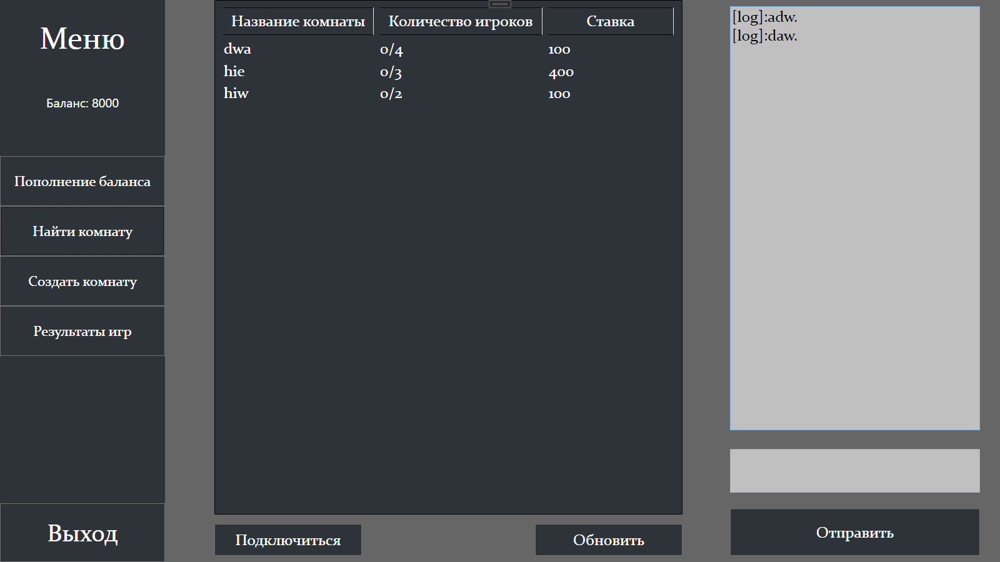 Меню
Баланс: 8000
Пополнение баланса
Найти комнату
Создать комнату
Результаты игр
Выход
Название комнаты Количество игроков Ставка
dwa 0/4 100
hie 0/3 400
hiw 0/2 100
Подключиться Обновить
[log]:adw.
[log]:daw.
Отправить